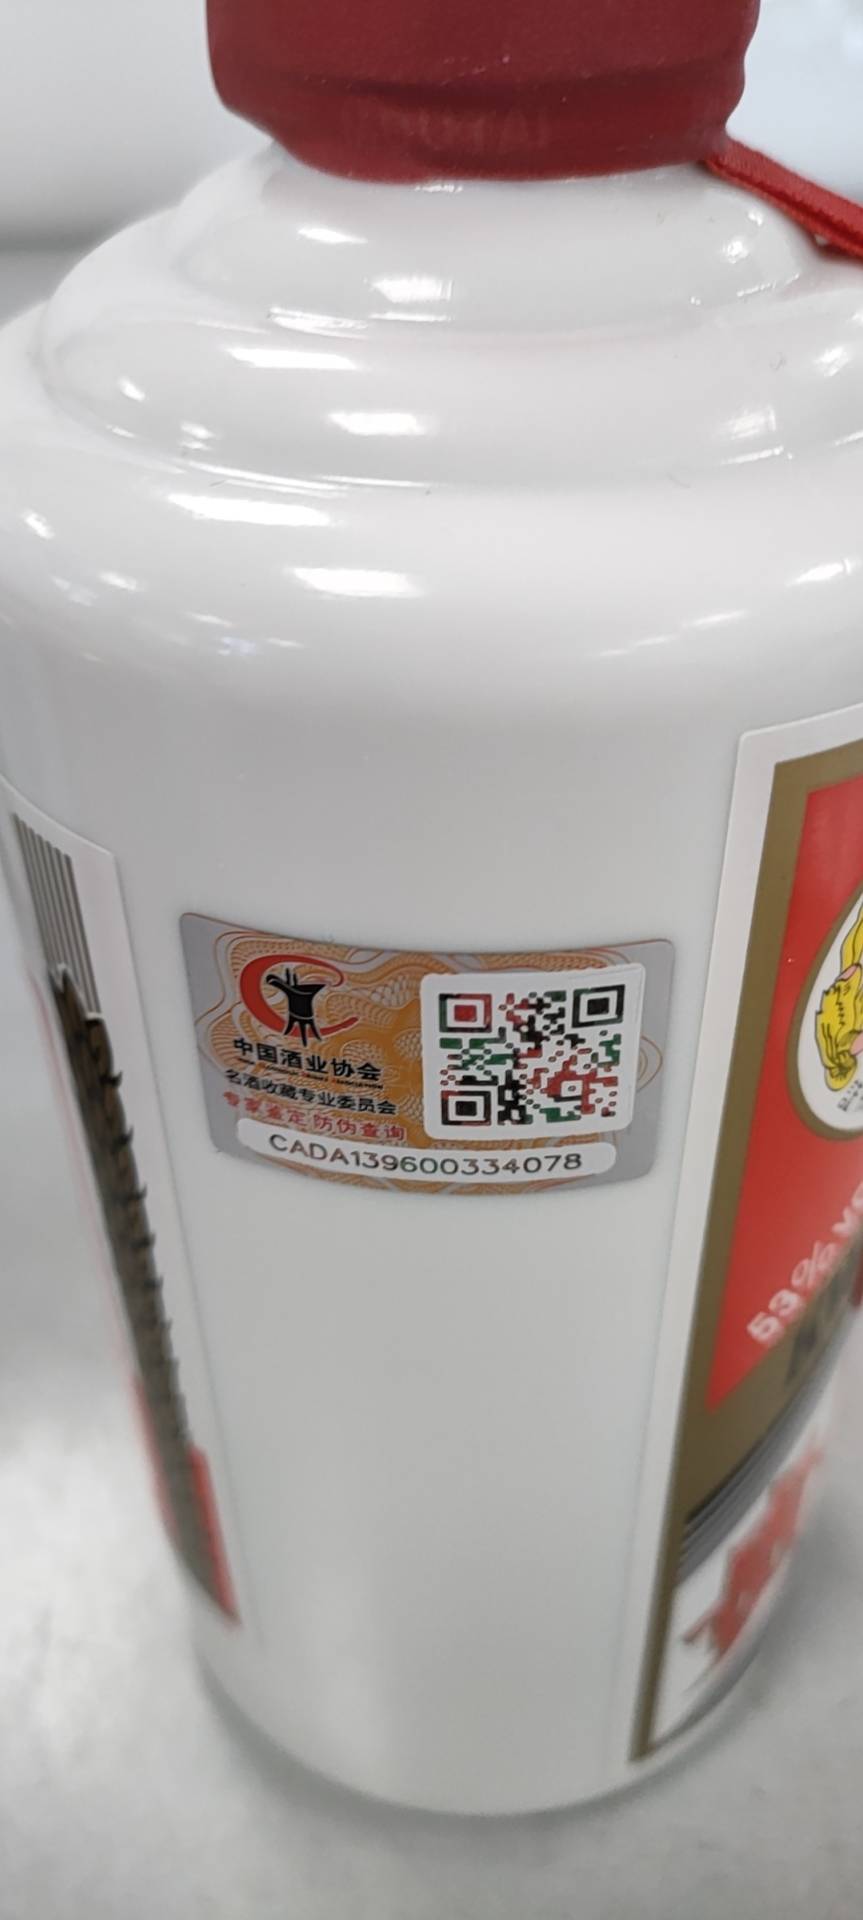 中国酒业协会
名酒收藏专业委员会
专家鉴定 防伪查询
CADA139600334078
53%